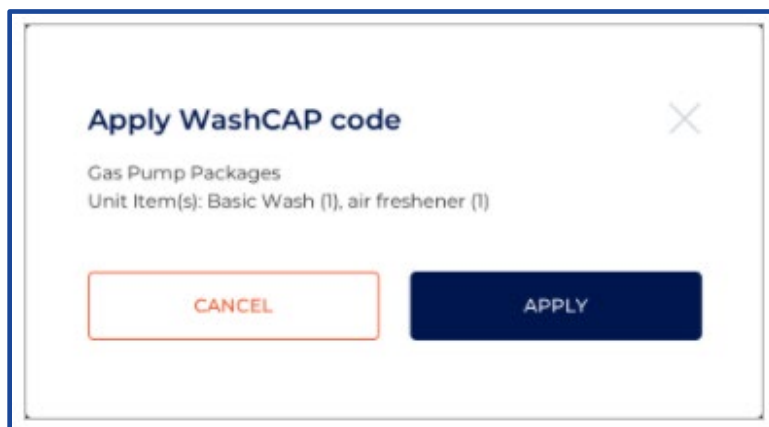 Apply WashCAP code
Gas Pump Packages
Unit Item(s): Basic Wash (1), air freshener (1)
CANCEL
APPLY